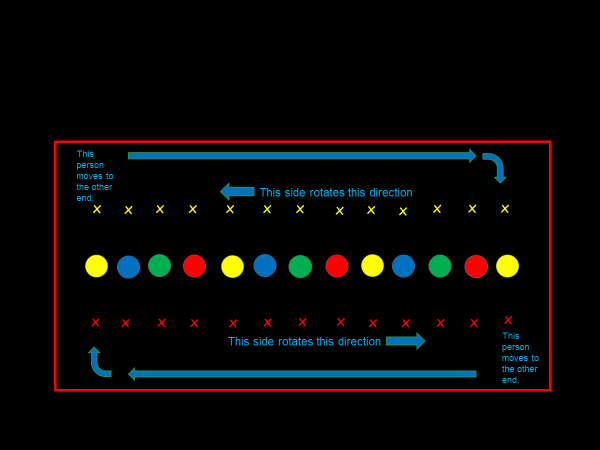 This
person
moves to
the other
end.
This side rotates this direction
This side rotates this direction
This
person
moves to
the other
end.